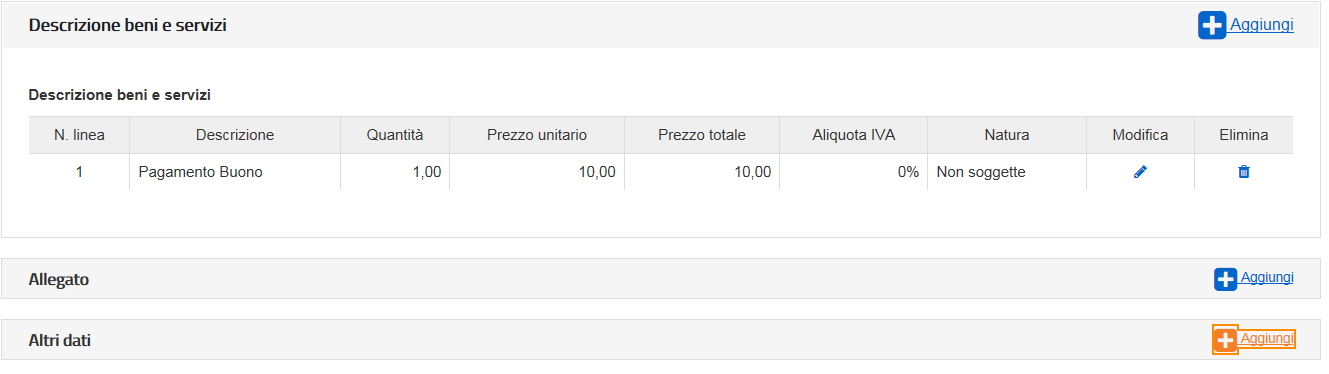 Descrizione beni e servizi Aggiungi
Descrizione beni e servizi
N. linea Descrizione Quantità Prezzo unitario Prezzo totale Aliquota IVA Natura Modifica Elimina
1 Pagamento Buono 1,00 10,00 10,00 0% Non soggette
Allegato Aggiungi
Altri dati Aggiungi